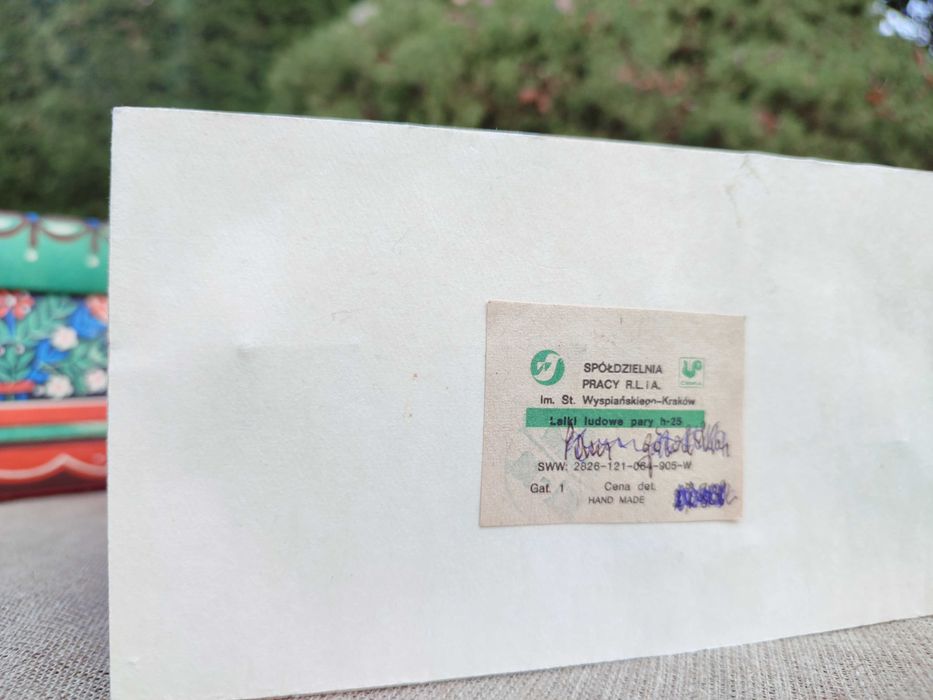 SPÓŁDZIELNIA
PRACY R.L.iA.
Im. St. Wyspiańskiego-Kraków
Lalki ludowe pary h-25
SWW: 2826-121-064-905-W
Gat. 1 Cena det.
HAND MADE